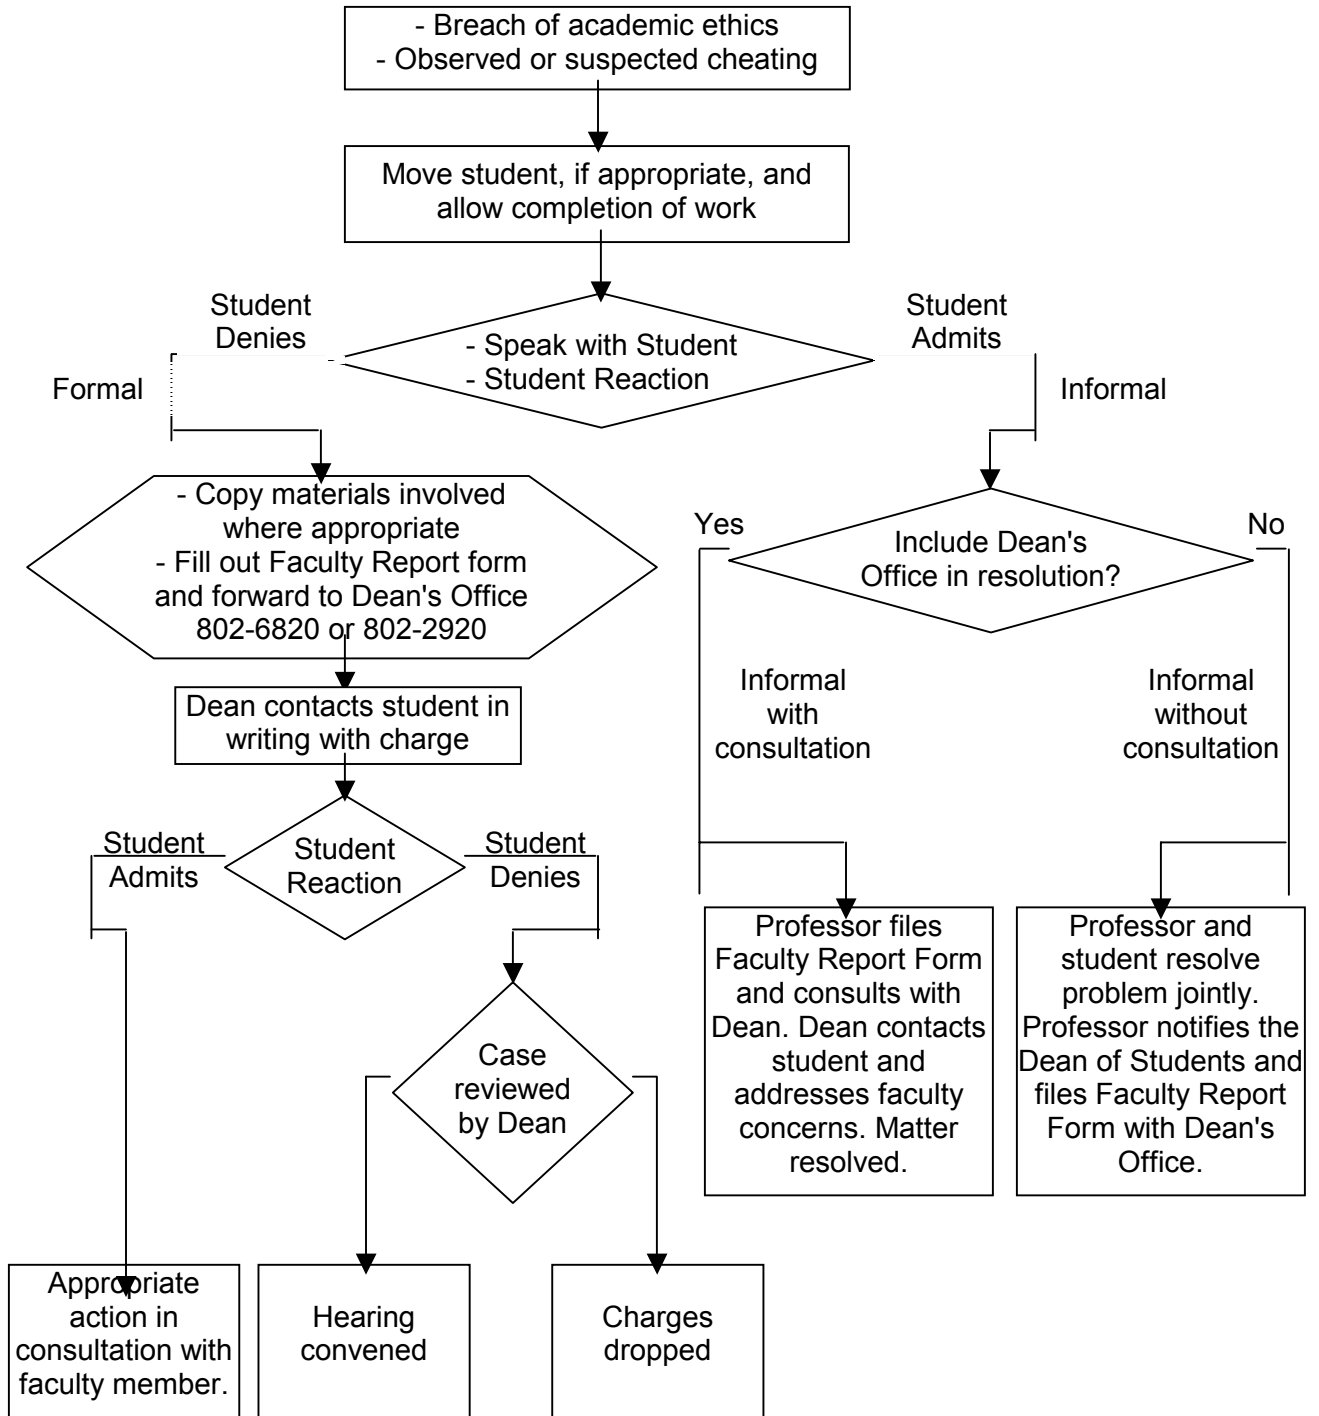 - Breach of academic ethics
- Observed or suspected cheating
Move student, if appropriate, and
allow completion of work
Student
Denies
- Speak with Student
- Student Reaction
Student
Admits
Formal
Informal
- Copy materials involved
where appropriate
- Fill out Faculty Report form
and forward to Dean's Office
802-6820 or 802-2920
Yes
Include Dean's
Office in resolution?
No
Informal
with
consultation
Informal
without
consultation
Dean contacts student in
writing with charge
Student
Admits
Student
Reaction
Student
Denies
Professor files
Faculty Report Form
and consults with
Dean. Dean contacts
student and
addresses faculty
concerns. Matter
resolved.
Professor and
student resolve
problem jointly.
Professor notifies the
Dean of Students and
files Faculty Report
Form with Dean's
Office.
Case
reviewed
by Dean
Appropriate
action in
consultation with
faculty member.
Hearing
convened
Charges
dropped